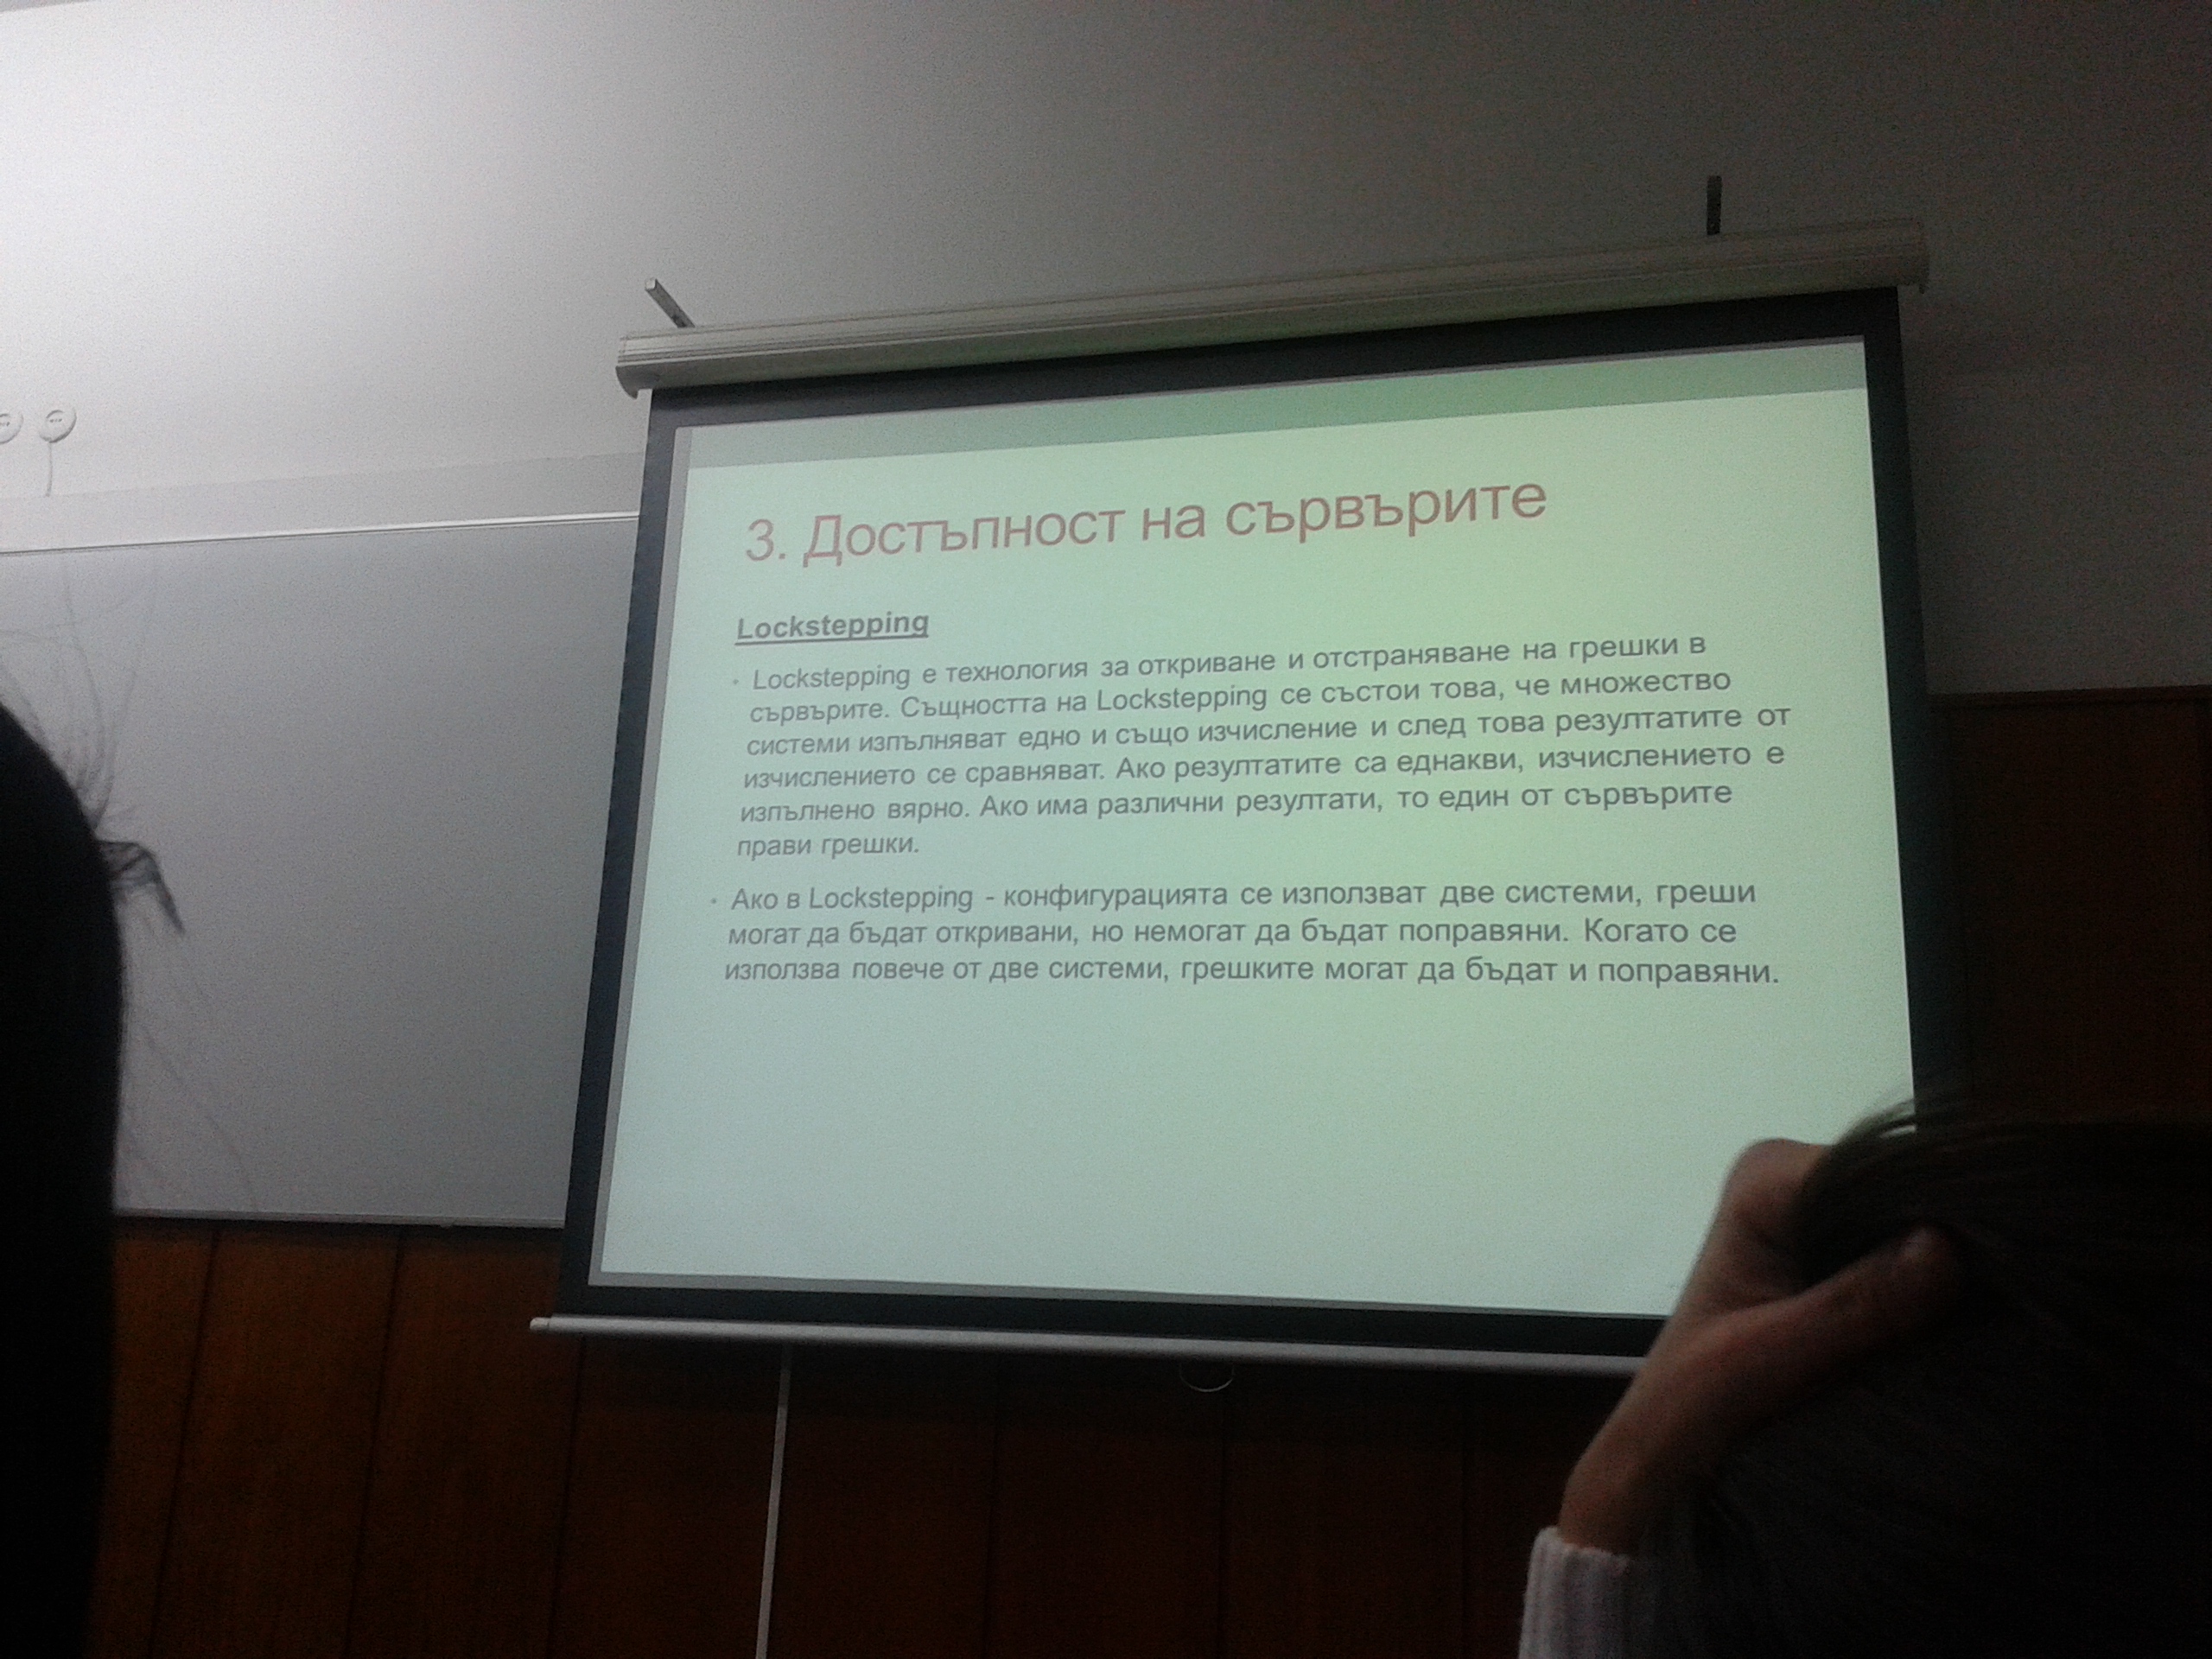 3. Достъпност на сървърите
Lockstepping
• Lockstepping е технология за откриване и отстраняване на грешки в
сървърите. Същността на Lockstepping се състои това, че множество
системи изпълняват едно и също изчисление и след това резултатите от
изчислението се сравняват. Ако резултатите са еднакви, изчислението е
изпълнено вярно. Ако има различни резултати, то един от сървърите
прави грешки.
• Ако в Lockstepping - конфигурацията се използват две системи, греши
могат да бъдат откривани, но немогат да бъдат поправяни. Когато се
използва повече от две системи, грешките могат да бъдат и поправяни.